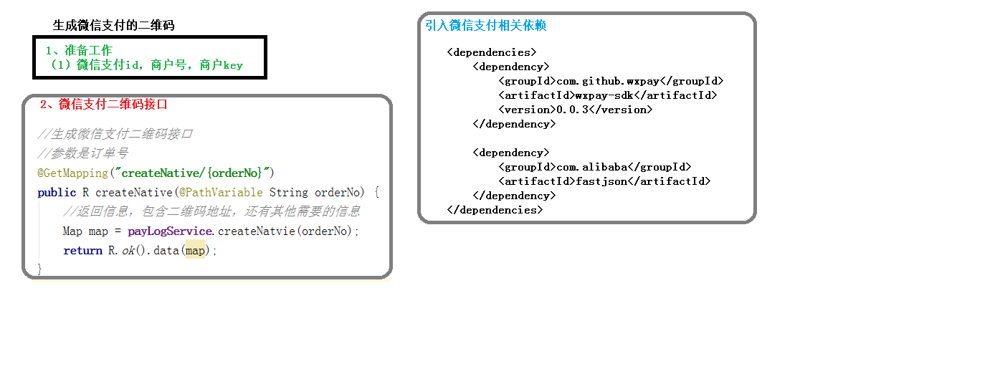 生成微信支付的二维码
1、准备工作
（1）微信支付id，商户号，商户key
2、微信支付二维码接口
//生成微信支付二维码接口
//参数是订单号
@GetMapping("createNative/{orderNo}")
public R createNative(@PathVariable String orderNo) {
//返回信息，包含二维码地址，还有其他需要的信息
Map map = payLogService.createNatvie(orderNo);
return R.ok().data(map);
}
引入微信支付相关依赖
<dependencies>
<dependency>
<groupId>com.github.wxpay</groupId>
<artifactId>wxpay-sdk</artifactId>
<version>0.0.3</version>
</dependency>
<dependency>
<groupId>com.alibaba</groupId>
<artifactId>fastjson</artifactId>
</dependency>
</dependencies>